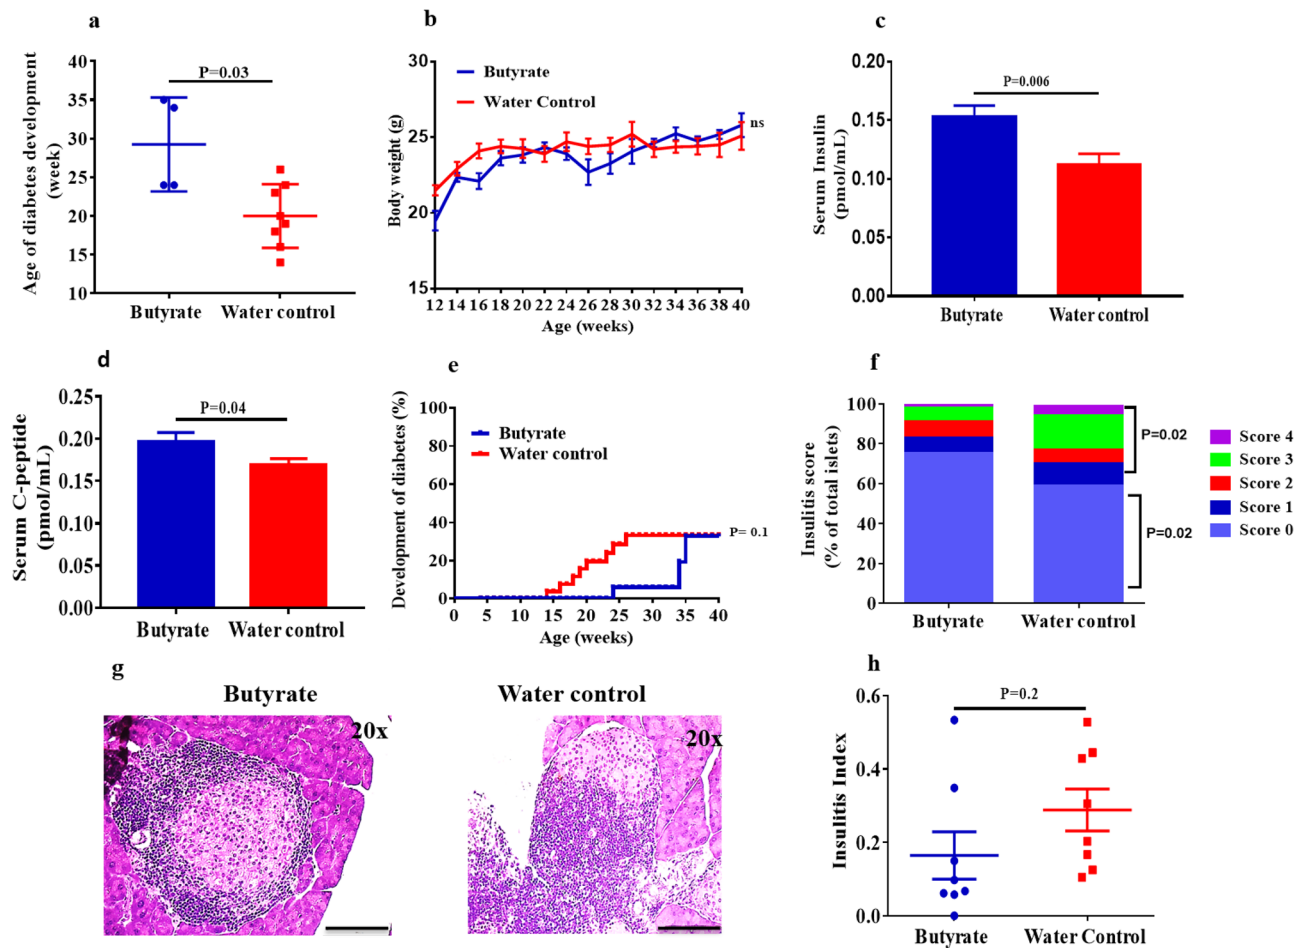 a
Age of diabetes development
(week)
40
35
30
25
20
15
10
P=0.03
Butyrate
Water control
b
Body weight (g)
30
25
20
15
Butyrate
Water Control
ns
12 14 16 18 20 22 24 26 28 30 32 34 36 38 40
Age (weeks)
c
Serum Insulin
(pmol/mL)
0.20
0.15
0.10
0.05
0.00
P=0.006
Butyrate
Water control
d
Serum C-peptide
(pmol/mL)
0.25
0.20
0.15
0.10
0.05
0.00
P=0.04
Butyrate
Water control
e
Development of diabetes (%)
100
80
60
40
20
0
Butyrate
Water control
P= 0.1
0 5 10 15 20 25 30 35 40
Age (weeks)
f
Insulitis score
(% of total islets)
100
80
60
40
20
0
P=0.02
P=0.02
Score 4
Score 3
Score 2
Score 1
Score 0
Butyrate
Water control
g
Butyrate
20x
Water control
20x
h
Insulitis Index
0.6
0.4
0.2
0.0
P=0.2
Butyrate
Water Control